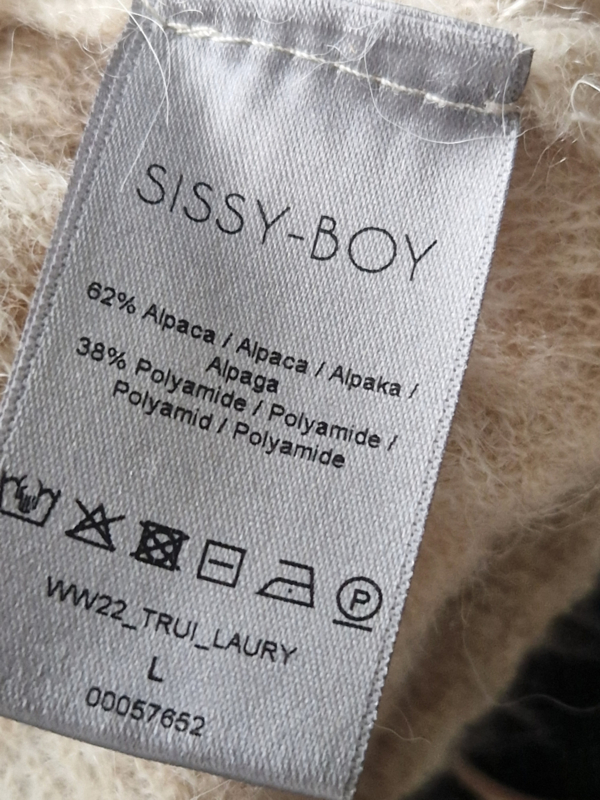 SISSY-BOY
62% Alpaca / Alpaca / Alpaka /
Alpaga
38% Polyamide / Polyamide /
Polyamid / Polyamide
P
WW22_TRUI_LAURY
L
00057652